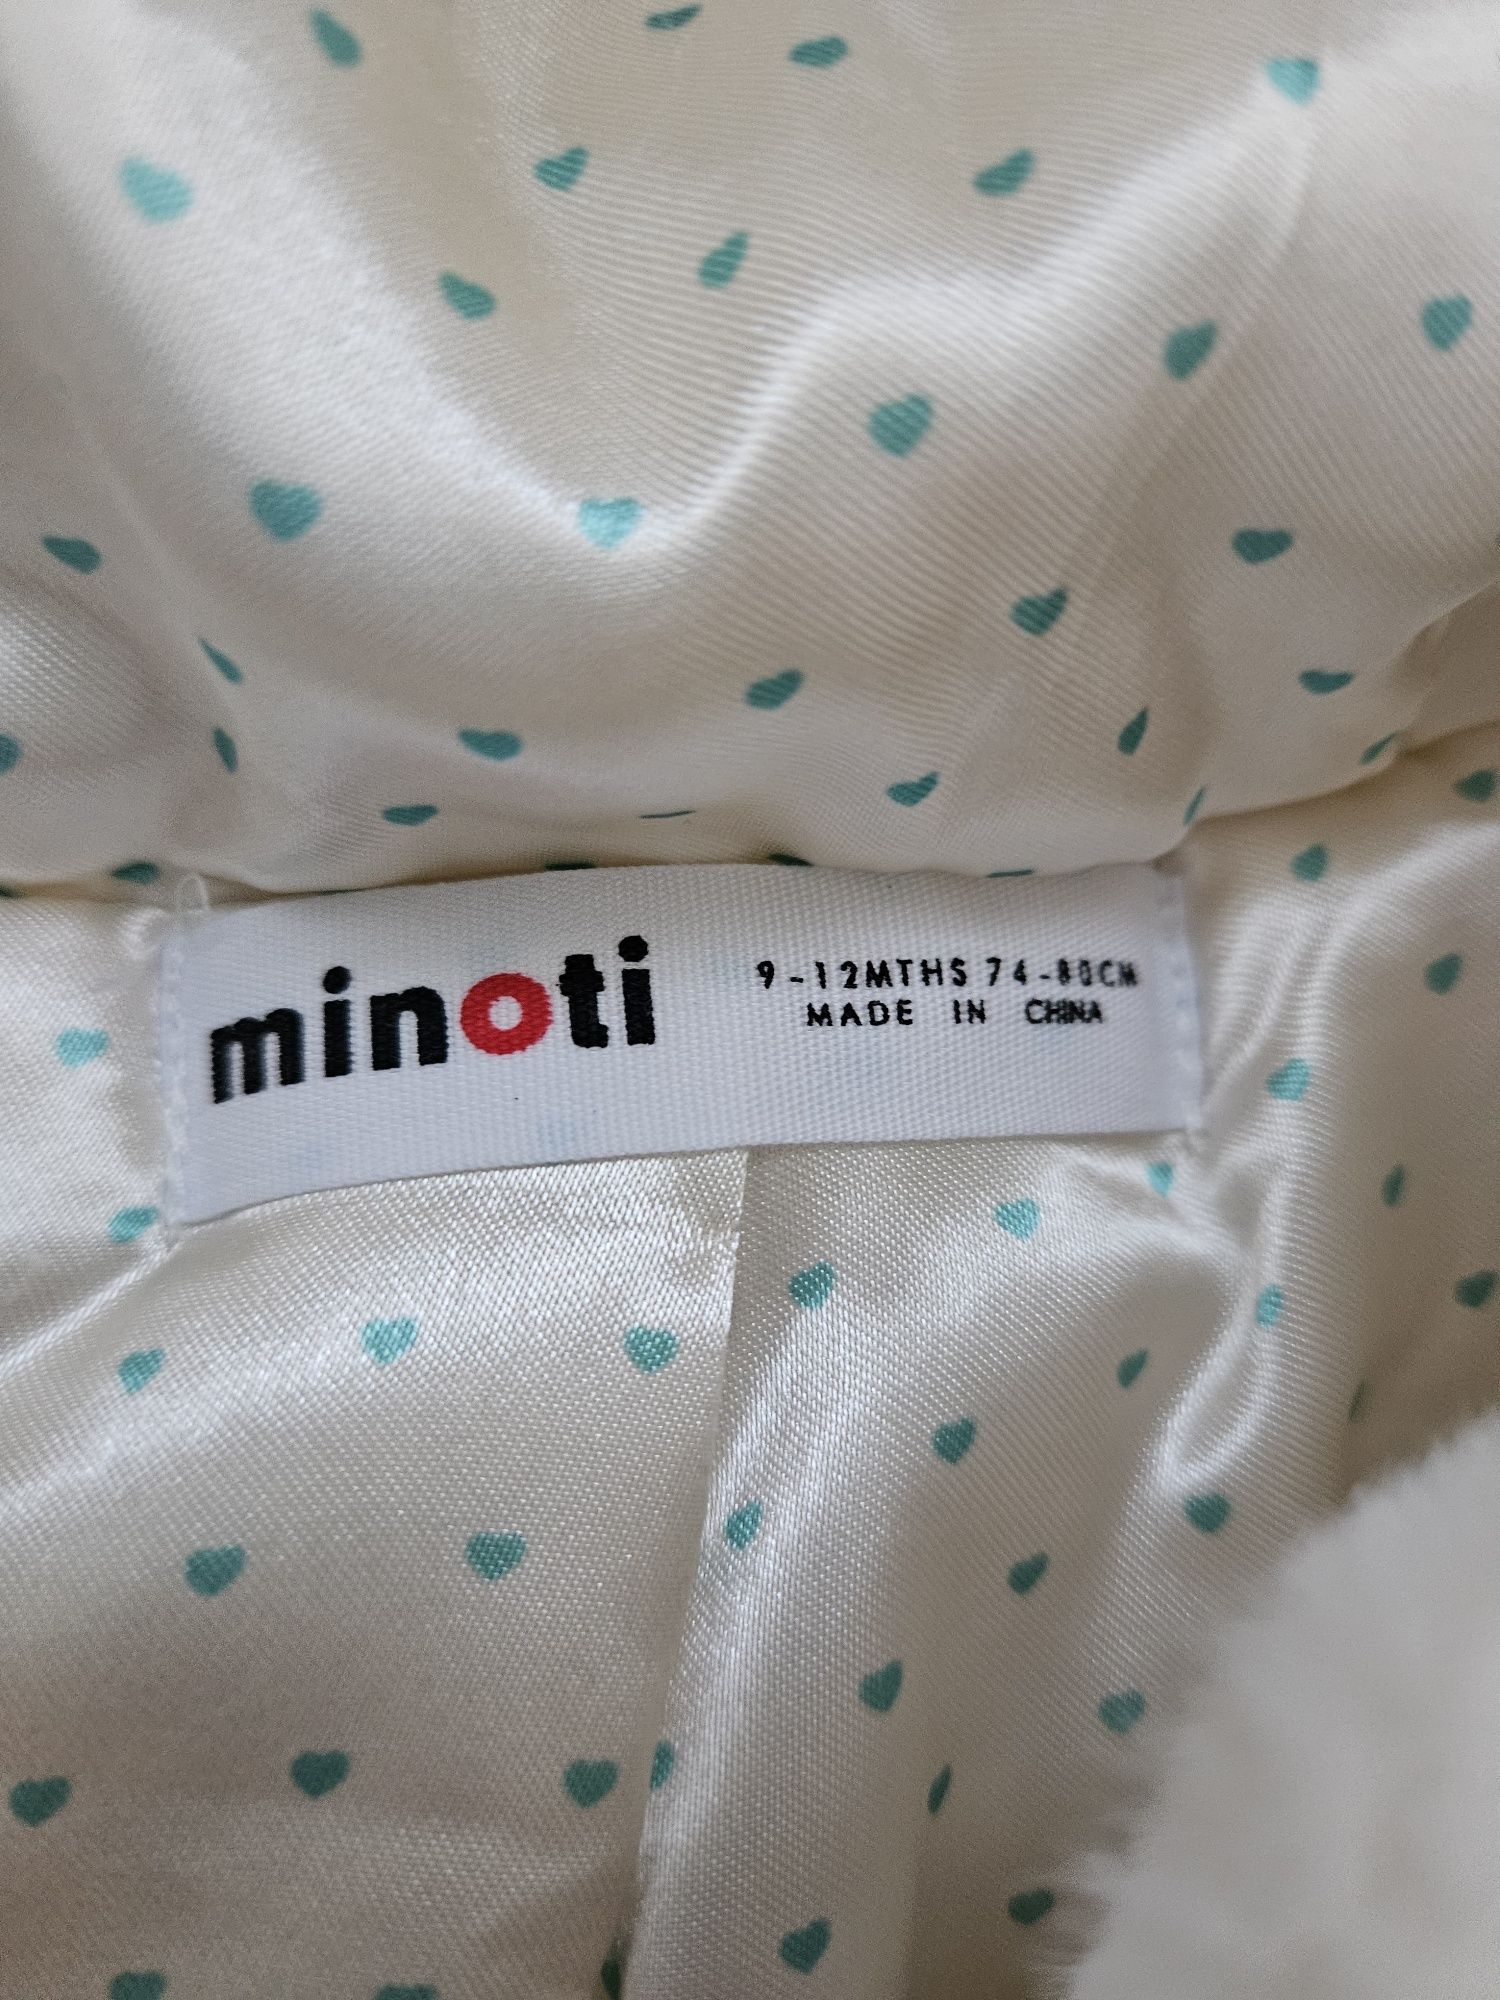 minoti
9-12MTHS 74-80CM
MADE IN CHINA